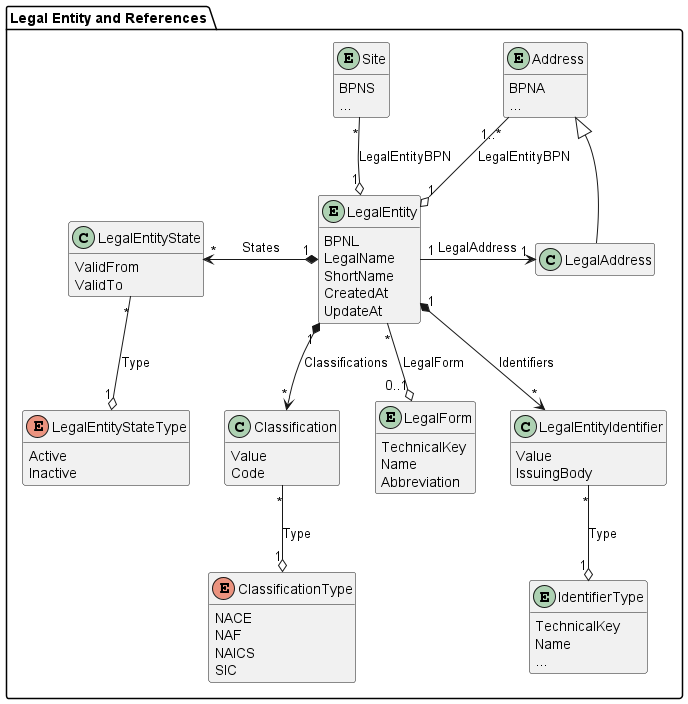 Legal Entity and References
E Site
BPNS
...
E Address
BPNA
...
*
LegalEntityBPN
1
1..*
LegalEntityBPN
1
E LegalEntity
BPNL
LegalName
ShortName
CreatedAt
UpdateAt
C LegalEntityState
ValidFrom
ValidTo
* States 1
1 LegalAddress 1
C LegalAddress
*
Type
1
1
Classifications
*
*
LegalForm
0..1
1
Identifiers
*
E LegalEntityStateType
Active
Inactive
C Classification
Value
Code
E LegalForm
TechnicalKey
Name
Abbreviation
C LegalEntityIdentifier
Value
IssuingBody
*
Type
1
*
Type
1
E ClassificationType
NACE
NAF
NAICS
SIC
E IdentifierType
TechnicalKey
Name
...